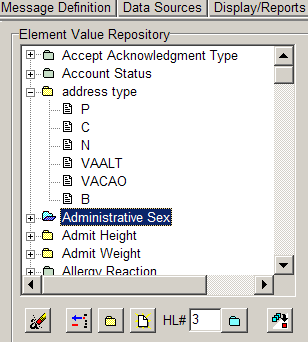 Message Definition Data Sources Display/Reports
Element Value Repository
Accept Acknowledgment Type
Account Status
address type
P
C
N
VAALT
VACAO
B
Administrative Sex
Admit Height
Admit Weight
Allergy Reaction
HL# 3